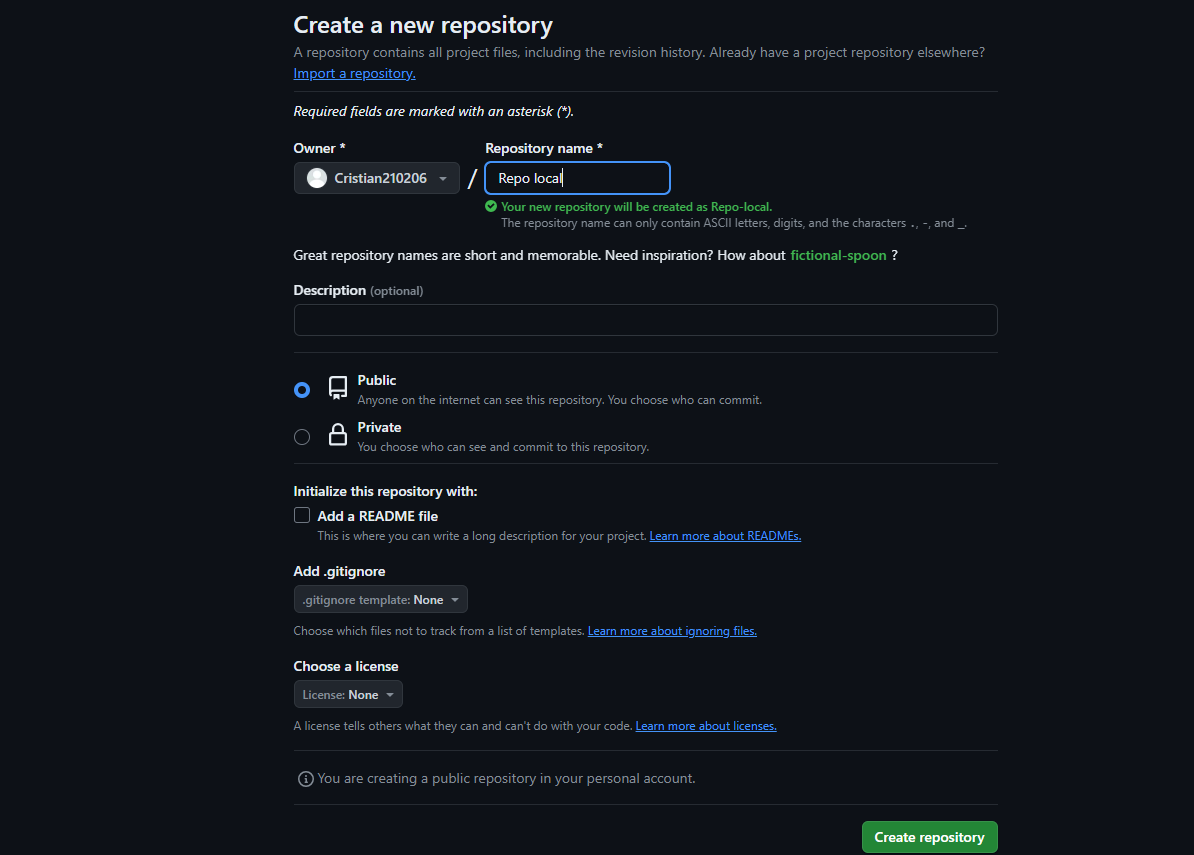 Create a new repository
A repository contains all project files, including the revision history. Already have a project repository elsewhere?
Import a repository.
Required fields are marked with an asterisk (*).
Owner *
Repository name *
Cristian210206
/
Repo local
Your new repository will be created as Repo-local.
The repository name can only contain ASCII letters, digits, and the characters ., -, and _.
Great repository names are short and memorable. Need inspiration? How about fictional-spoon ?
Description (optional)
Public
Anyone on the internet can see this repository. You choose who can commit.
Private
You choose who can see and commit to this repository.
Initialize this repository with:
Add a README file
This is where you can write a long description for your project. Learn more about READMEs.
Add .gitignore
.gitignore template: None
Choose which files not to track from a list of templates. Learn more about ignoring files.
Choose a license
License: None
A license tells others what they can and can't do with your code. Learn more about licenses.
You are creating a public repository in your personal account.
Create repository